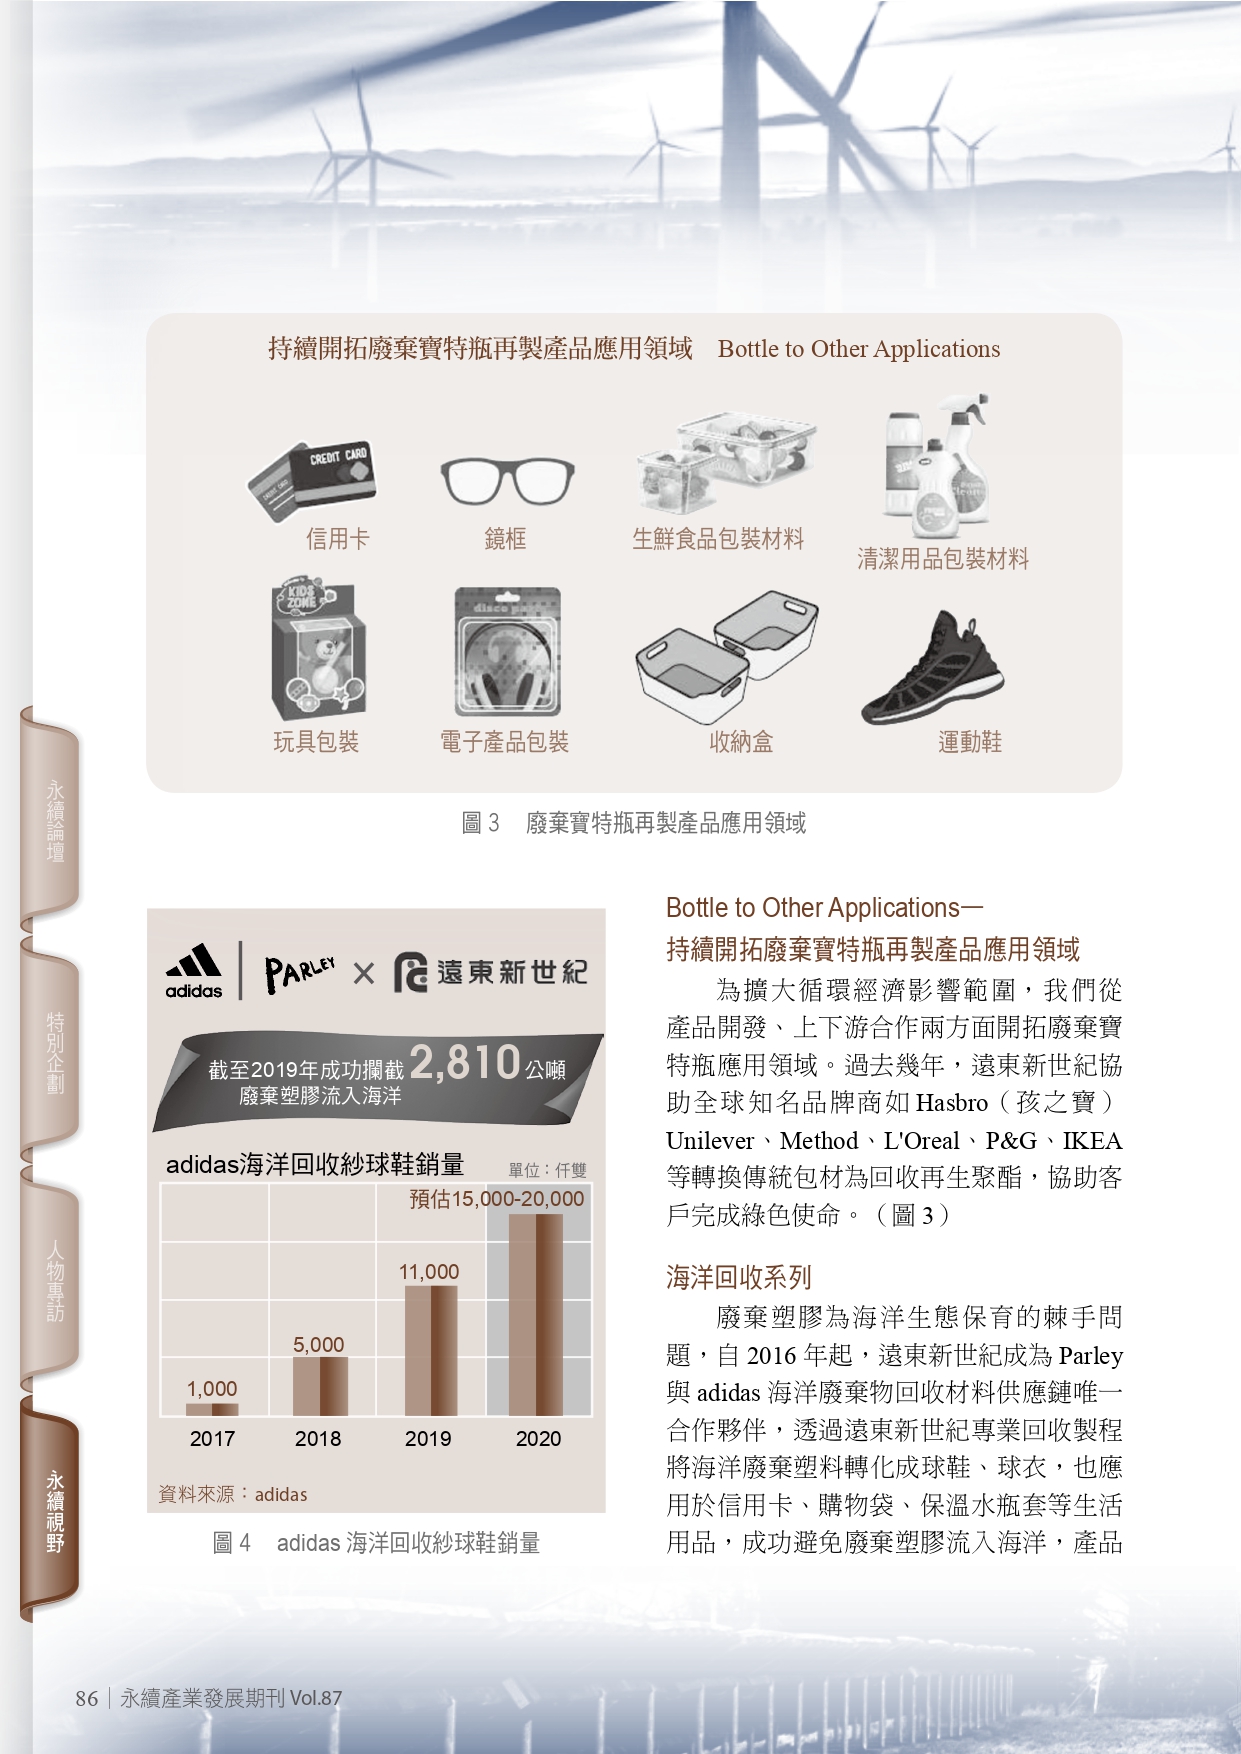 持續開拓廢棄寶特瓶再製產品應用領域　Bottle to Other Applications
CREDIT CARD
CREDIT CARD
信用卡
鏡框
生鮮食品包裝材料
清潔用品包裝材料
KIDS
ZONE
disco
玩具包裝
電子產品包裝
收納盒
運動鞋
圖 3　廢棄寶特瓶再製產品應用領域
adidas
PARLEY × 遠東新世紀
截至2019年成功攔截 2,810 公噸
廢棄塑膠流入海洋
adidas海洋回收紗球鞋銷量
單位：仟雙
預估15,000-20,000
11,000
5,000
1,000
2017 2018 2019 2020
資料來源：adidas
圖 4　adidas 海洋回收紗球鞋銷量
Bottle to Other Applications—
持續開拓廢棄寶特瓶再製產品應用領域
為擴大循環經濟影響範圍，我們從
產品開發、上下游合作兩方面開拓廢棄寶
特瓶應用領域。過去幾年，遠東新世紀協
助全球知名品牌商如 Hasbro（孩之寶）
Unilever、Method、L'Oreal、P&G、IKEA
等轉換傳統包材為回收再生聚酯，協助客
戶完成綠色使命。（圖 3）
海洋回收系列
廢棄塑膠為海洋生態保育的棘手問
題，自 2016 年起，遠東新世紀成為 Parley
與 adidas 海洋廢棄物回收材料供應鏈唯一
合作夥伴，透過遠東新世紀專業回收製程
將海洋廢棄塑料轉化成球鞋、球衣，也應
用於信用卡、購物袋、保溫水瓶套等生活
用品，成功避免廢棄塑膠流入海洋，產品
永續論壇
特別企劃
人物專訪
永續視野
86｜永續產業發展期刊 Vol.87